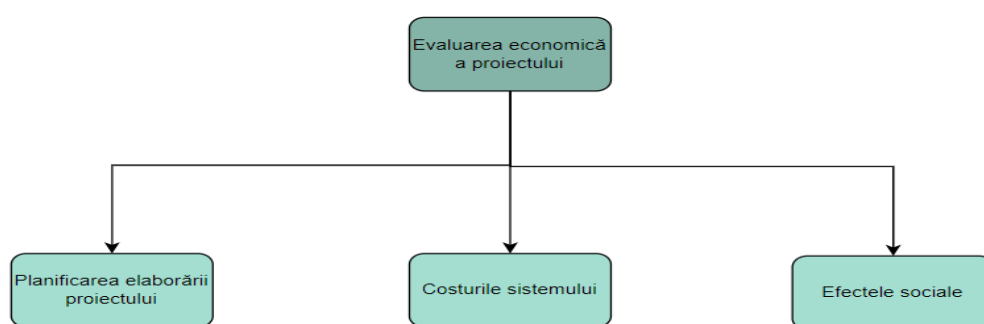 Evaluarea economică
a proiectului
Planificarea elaborării
proiectului
Costurile sistemului
Efectele sociale